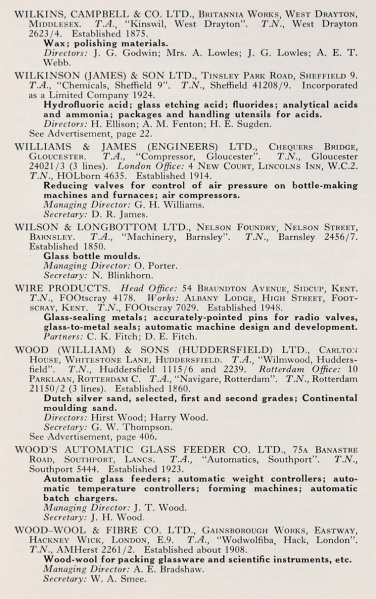 WILKINS, CAMPBELL & CO. LTD., BRITANNIA WORKS, WEST DRAYTON,
MIDDLESEX. T.A., "Kinswil, West Drayton". T.N., West Drayton
2623/4. Established 1875.
Wax; polishing materials.
Directors: J. G. Godwin; Mrs. A. Lowles; J. G. Lowles; A. E. T.
Webb.
WILKINSON (JAMES) & SON LTD., TINSLEY PARK ROAD, SHEFFIELD 9.
T.A., "Chemicals, Sheffield 9". T.N., Sheffield 41208/9. Incorporated
as a Limited Company 1924.
Hydrofluoric acid; glass etching acid; fluorides; analytical acids
and ammonia; packages and handling utensils for acids.
Directors: H. Ellison; A. M. Fenton; H. E. Sugden.
See Advertisement, page 22.
WILLIAMS & JAMES (ENGINEERS) LTD., CHEQUERS BRIDGE,
GLOUCESTER. T.A., "Compressor, Gloucester". T.N., Gloucester
24021/3 (3 lines). London Office: 4 NEW COURT, LINCOLNS INN, W.C.2.
T.N., HOLborn 4635. Established 1914.
Reducing valves for control of air pressure on bottle-making
machines and furnaces; air compressors.
Managing Director: G. H. Williams.
Secretary: D. R. James.
WILSON & LONGBOTTOM LTD., NELSON FOUNDRY, NELSON STREET,
BARNSLEY. T.A., "Machinery, Barnsley". T.N., Barnsley 2456/7.
Established 1850.
Glass bottle moulds.
Managing Director: O. Porter.
Secretary: N. Blinkhorn.
WIRE PRODUCTS. Head Office: 54 BRAUNDTON AVENUE, SIDCUP, KENT.
T.N., FOOtscray 4178. Works: ALBANY LODGE, HIGH STREET, FOOT-
SCRAY, KENT. T.N., FOOtscray 7029. Established 1948.
Glass-sealing metals; accurately-pointed pins for radio valves,
glass-to-metal seals; automatic machine design and development.
Partners: C. K. Fitch; D. E. Fitch.
WOOD (WILLIAM) & SONS (HUDDERSFIELD) LTD., CARLTON
HOUSE, WHITESTONE LANE, HUDDERSFIELD. T.A., "Wilmwood, Hudders-
field". T.N., Huddersfield 1115/6 and 2239. Rotterdam Office: 10
PARKLAAN, ROTTERDAM C. T.A., "Navigare, Rotterdam". T.N., Rotterdam
21150/2 (3 lines). Established 1860.
Dutch silver sand, selected, first and second grades; Continental
moulding sand.
Directors: Hirst Wood; Harry Wood.
Secretary: G. W. Thompson.
See Advertisement, page 406.
WOOD'S AUTOMATIC GLASS FEEDER CO. LTD., 75A BANASTRE
ROAD, SOUTHPORT, LANCS. T.A., "Automatics, Southport". T.N.,
Southport 5444. Established 1923.
Automatic glass feeders; automatic weight controllers; auto-
matic temperature controllers; forming machines; automatic
batch chargers.
Managing Director: J. T. Wood.
Secretary: J. H. Wood.
WOOD-WOOL & FIBRE CO. LTD., GAINSBOROUGH WORKS, EASTWAY,
HACKNEY WICK, LONDON, E.9. T.A., "Wodwolfiba, Hack, London".
T.N., AMHerst 2261/2. Established about 1908.
Wood-wool for packing glassware and scientific instruments, etc.
Managing Director: A. E. Bradshaw.
Secretary: W. A. Smee.